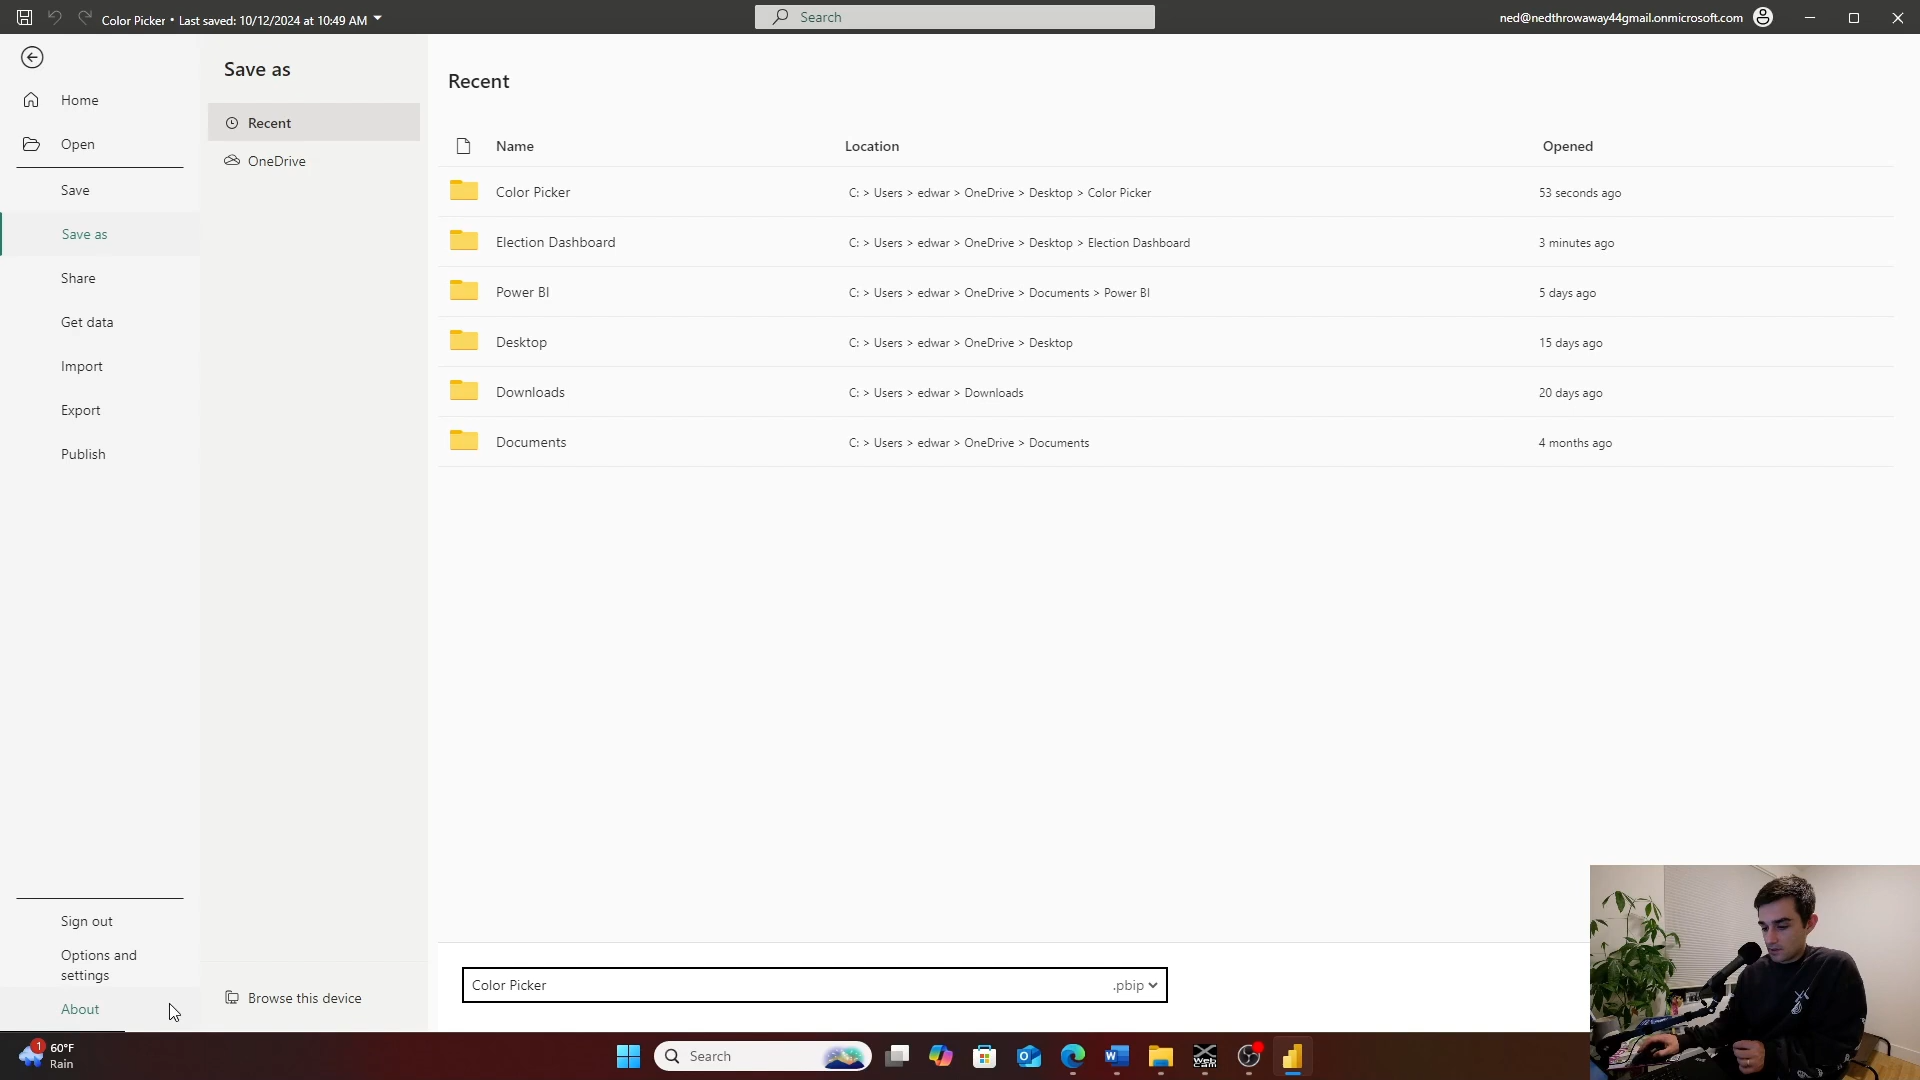 Color Picker • Last saved: 10/12/2024 at 10:49 AM
Search
ned@nedthrowaway44gmail.onmicrosoft.com
Home
Open
Save
Save as
Share
Get data
Import
Export
Publish
Sign out
Options and
settings
About
Save as
Recent
OneDrive
Browse this device
Recent
Name Location Opened
Color Picker C: > Users > edwar > OneDrive > Desktop > Color Picker 53 seconds ago
Election Dashboard C: > Users > edwar > OneDrive > Desktop > Election Dashboard 3 minutes ago
Power BI C: > Users > edwar > OneDrive > Documents > Power BI 5 days ago
Desktop C: > Users > edwar > OneDrive > Desktop 15 days ago
Downloads C: > Users > edwar > Downloads 20 days ago
Documents C: > Users > edwar > OneDrive > Documents 4 months ago
Color Picker .pbip
1
60°F
Rain
Search
W
WEB
CAM